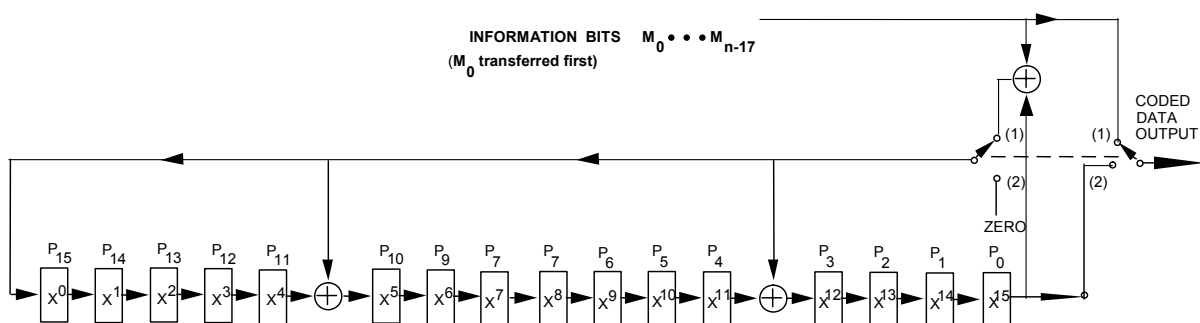 INFORMATION BITS M0 • • • Mn-17
(M0 transferred first)
CODED
DATA
OUTPUT
(1) (1)
(2) (2)
ZERO
P15 P14 P13 P12 P11 P10 P9 P7 P7 P6 P5 P4 P3 P2 P1 P0
X0 X1 X2 X3 X4 X5 X6 X7 X8 X9 X10 X11 X12 X13 X14 X15